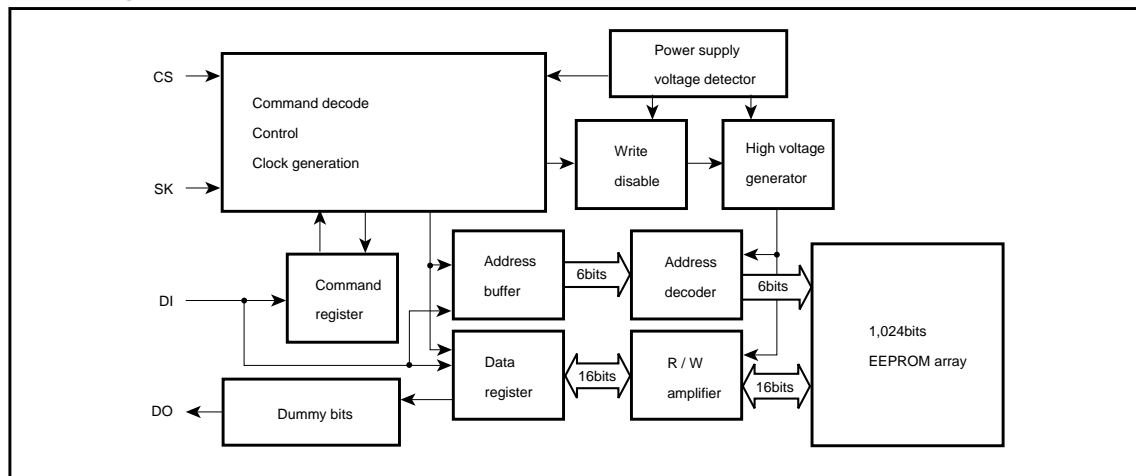 Power supply
voltage detector
CS
Command decode
Control
Clock generation
SK
Write
disable
High voltage
generator
DI
Command
register
Address
buffer
6bits
Address
decoder
6bits
1,024bits
EEPROM array
Data
register
16bits
R / W
amplifier
16bits
DO
Dummy bits